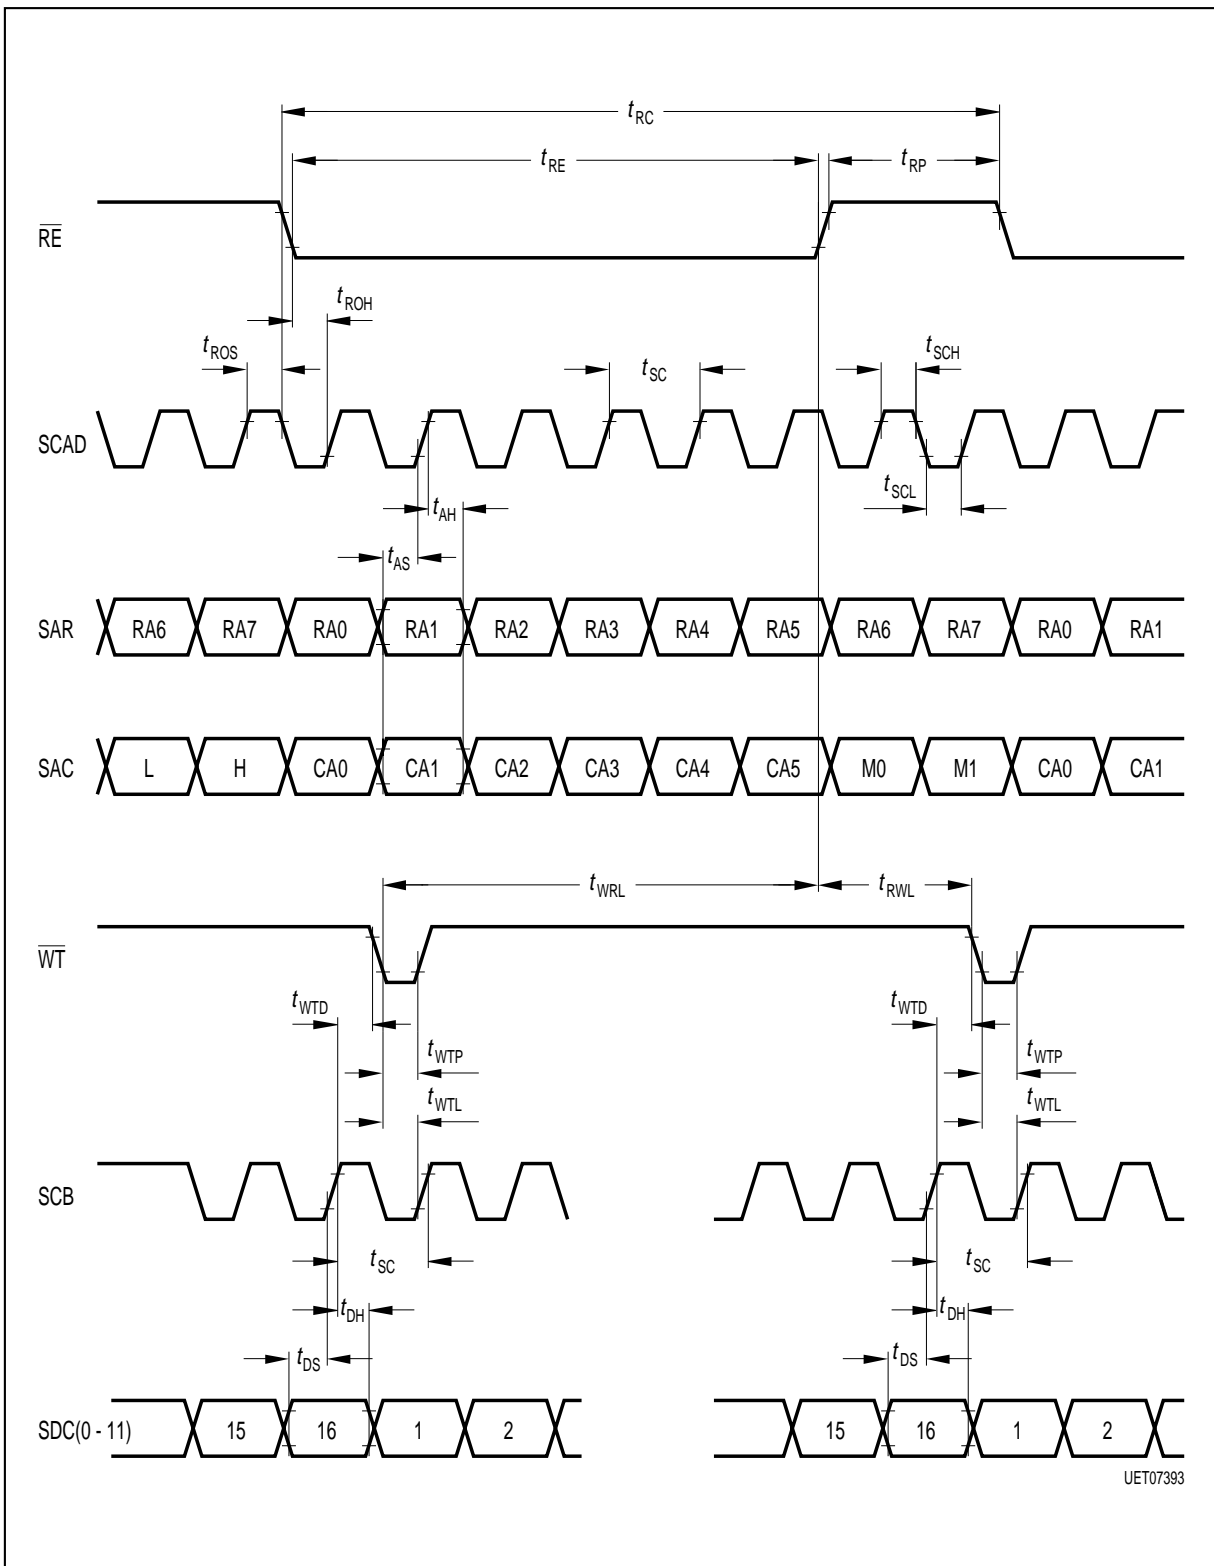 tRC
tRE
tRP
RE
tROH
tROS
tSC
tSCH
SCAD
tSCL
tAH
tAS
SAR RA6 RA7 RA0 RA1 RA2 RA3 RA4 RA5 RA6 RA7 RA0 RA1
SAC L H CA0 CA1 CA2 CA3 CA4 CA5 M0 M1 CA0 CA1
tWRL tRWL
WT
tWTD tWTD
tWTP tWTP
tWTL tWTL
SCB
tSC tSC
tDH tDH
tDS tDS
SDC(0 - 11) 15 16 1 2 15 16 1 2
UET07393